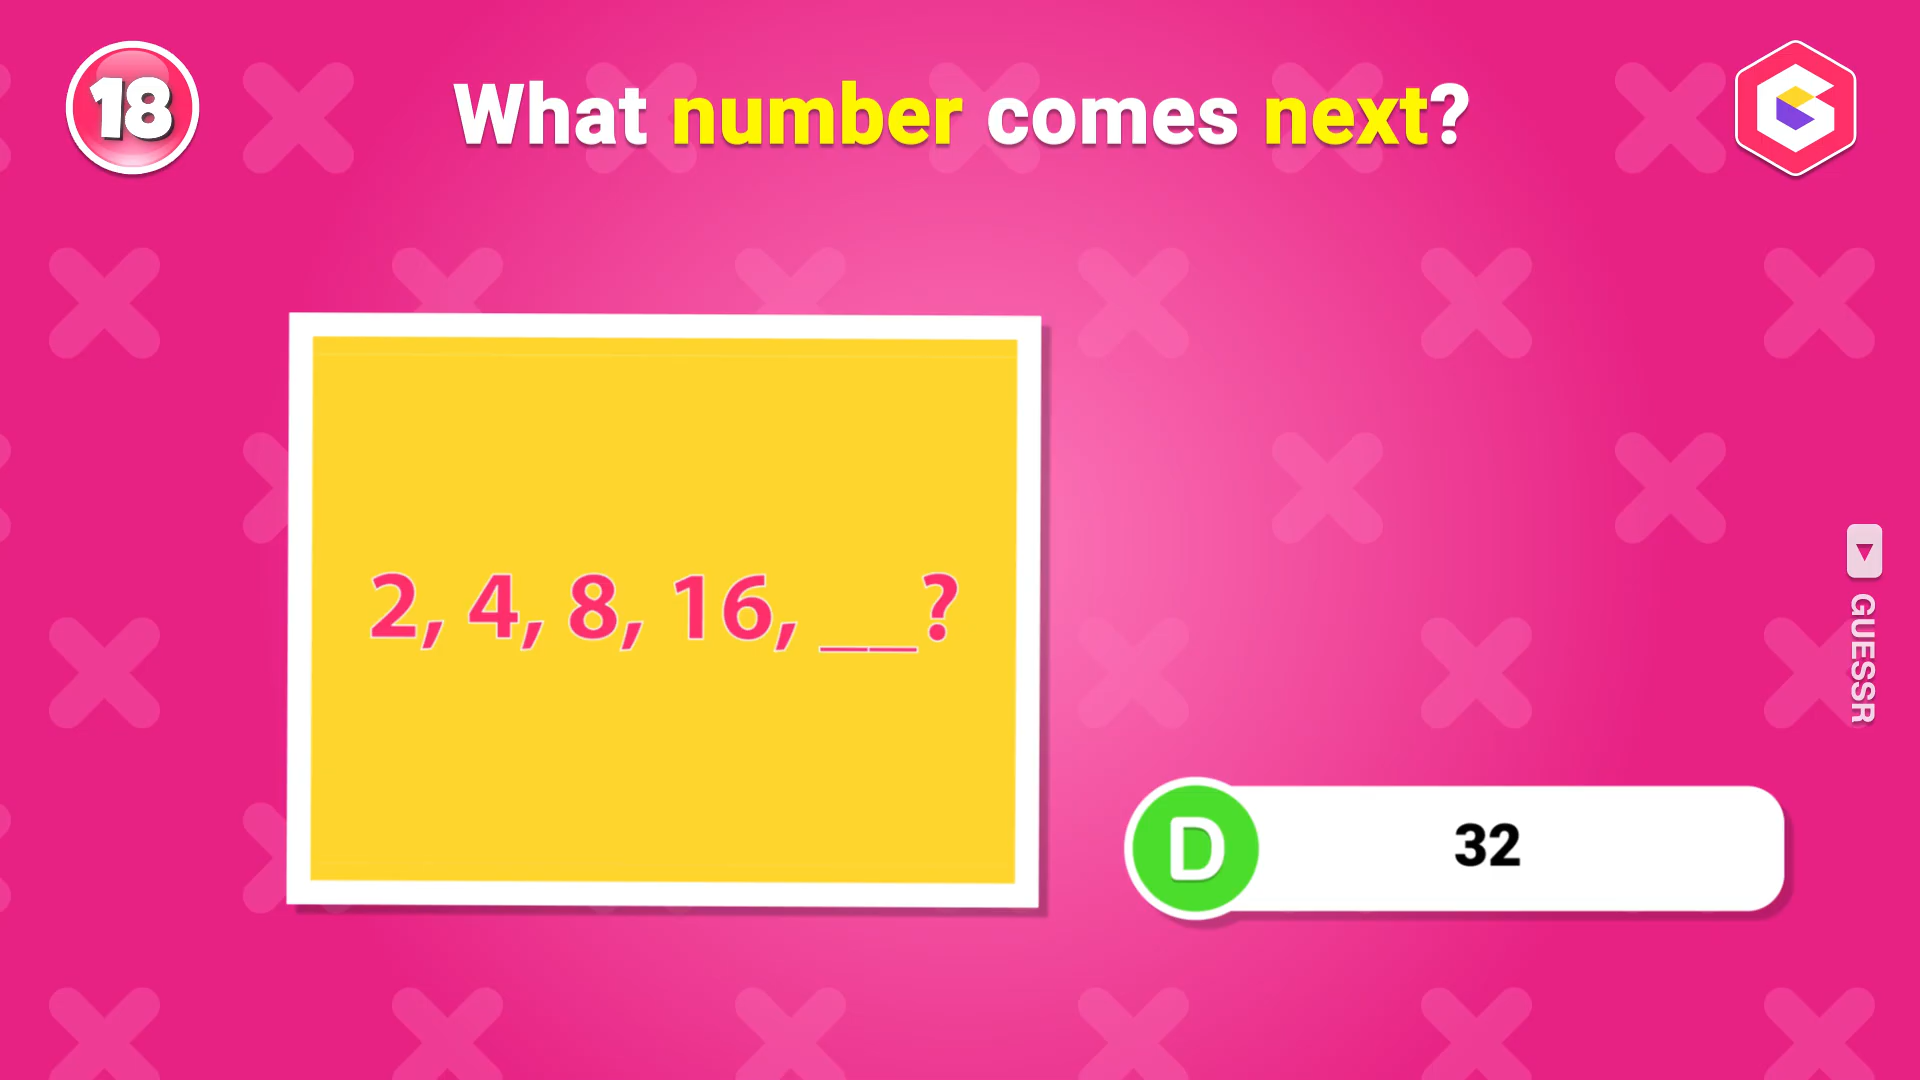 18
What number comes next?
2, 4, 8, 16, __?
D 32
GUESSR